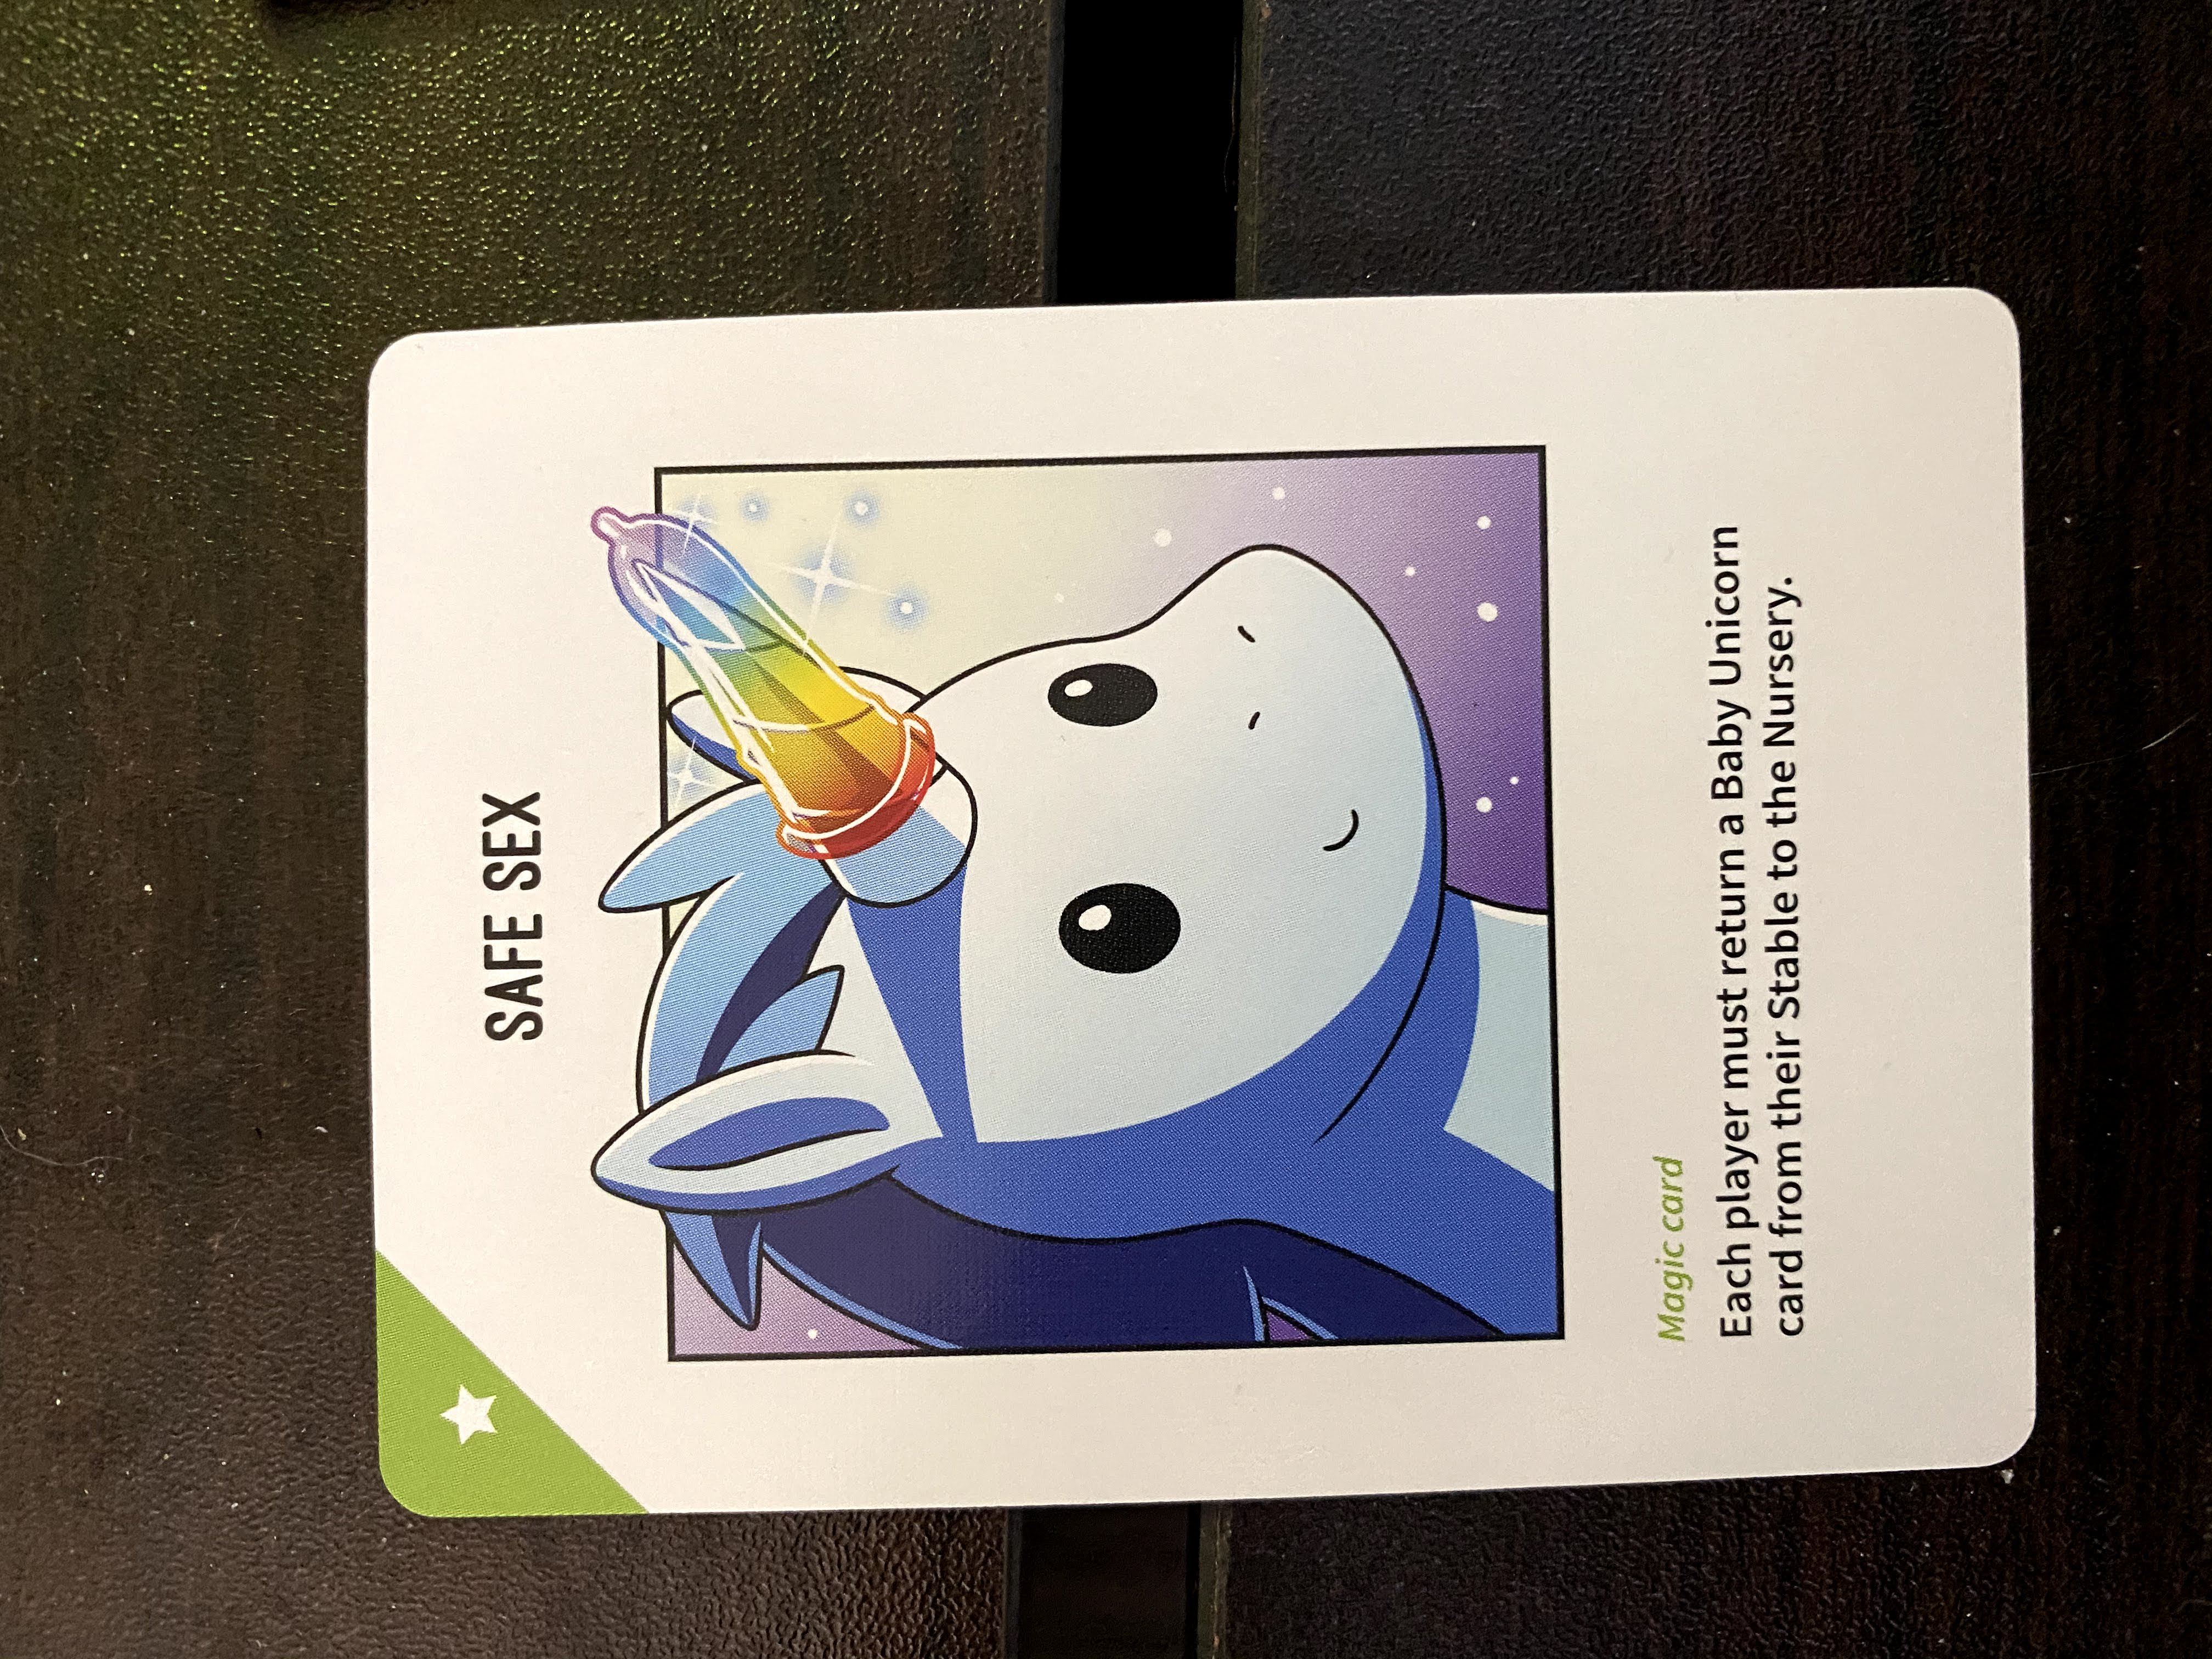 SAFE SEX
Magic card
Each player must return a Baby Unicorn
card from their Stable to the Nursery.